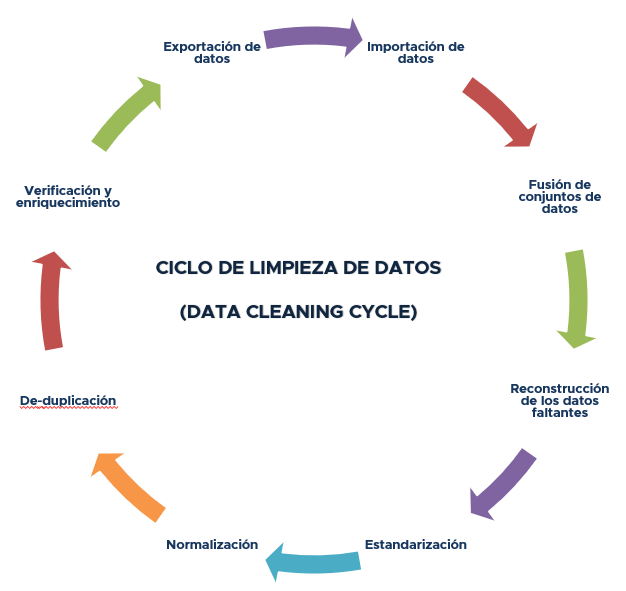 Exportación de
datos
Importación de
datos
Fusión de
conjuntos de
datos
Reconstrucción
de los datos
faltantes
Estandarización
Normalización
De-duplicación
Verificación y
enriquecimiento
CICLO DE LIMPIEZA DE DATOS
(DATA CLEANING CYCLE)